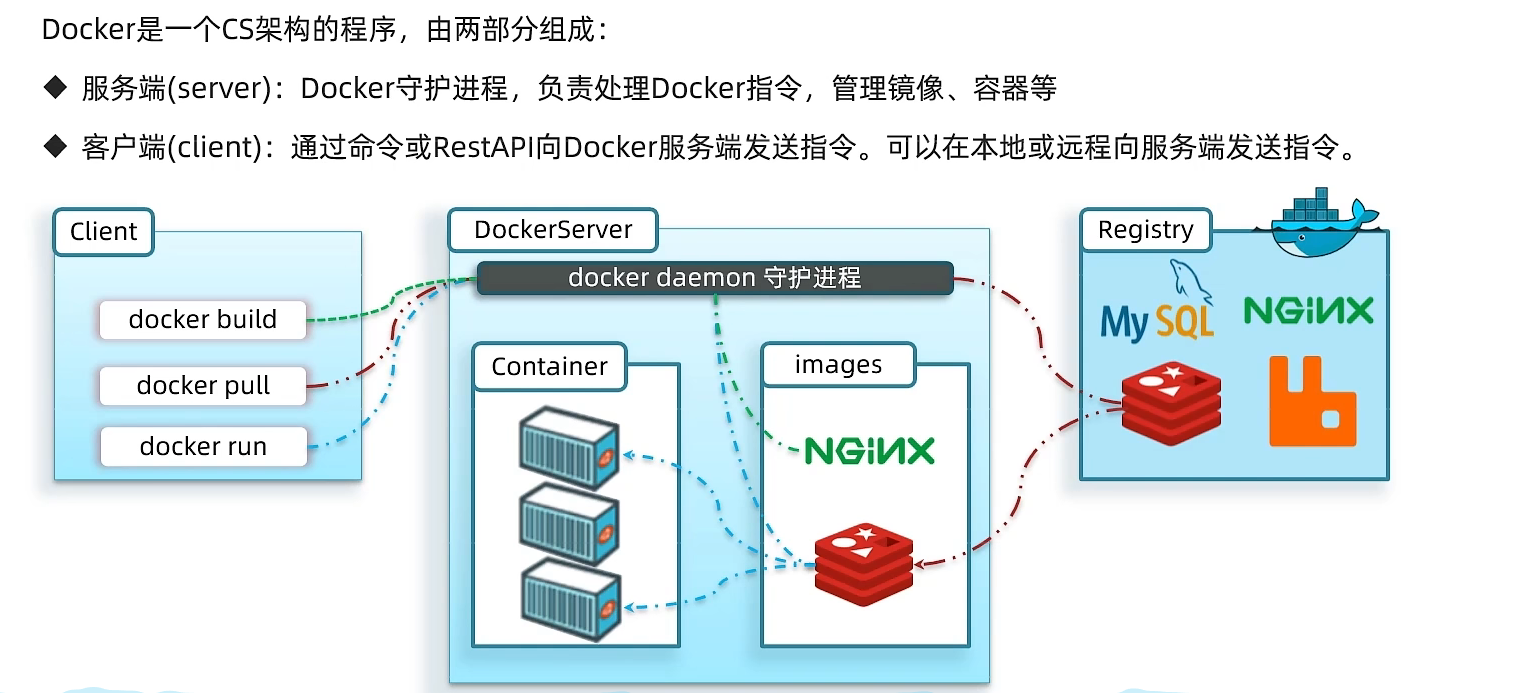 Docker是一个CS架构的程序，由两部分组成：
◆ 服务端(server)：Docker守护进程，负责处理Docker指令，管理镜像、容器等
◆ 客户端(client)：通过命令或RestAPI向Docker服务端发送指令。可以在本地或远程向服务端发送指令。
Client
docker build
docker pull
docker run
DockerServer
docker daemon 守护进程
Container
images
NGINX
Registry
MySQL
NGINX